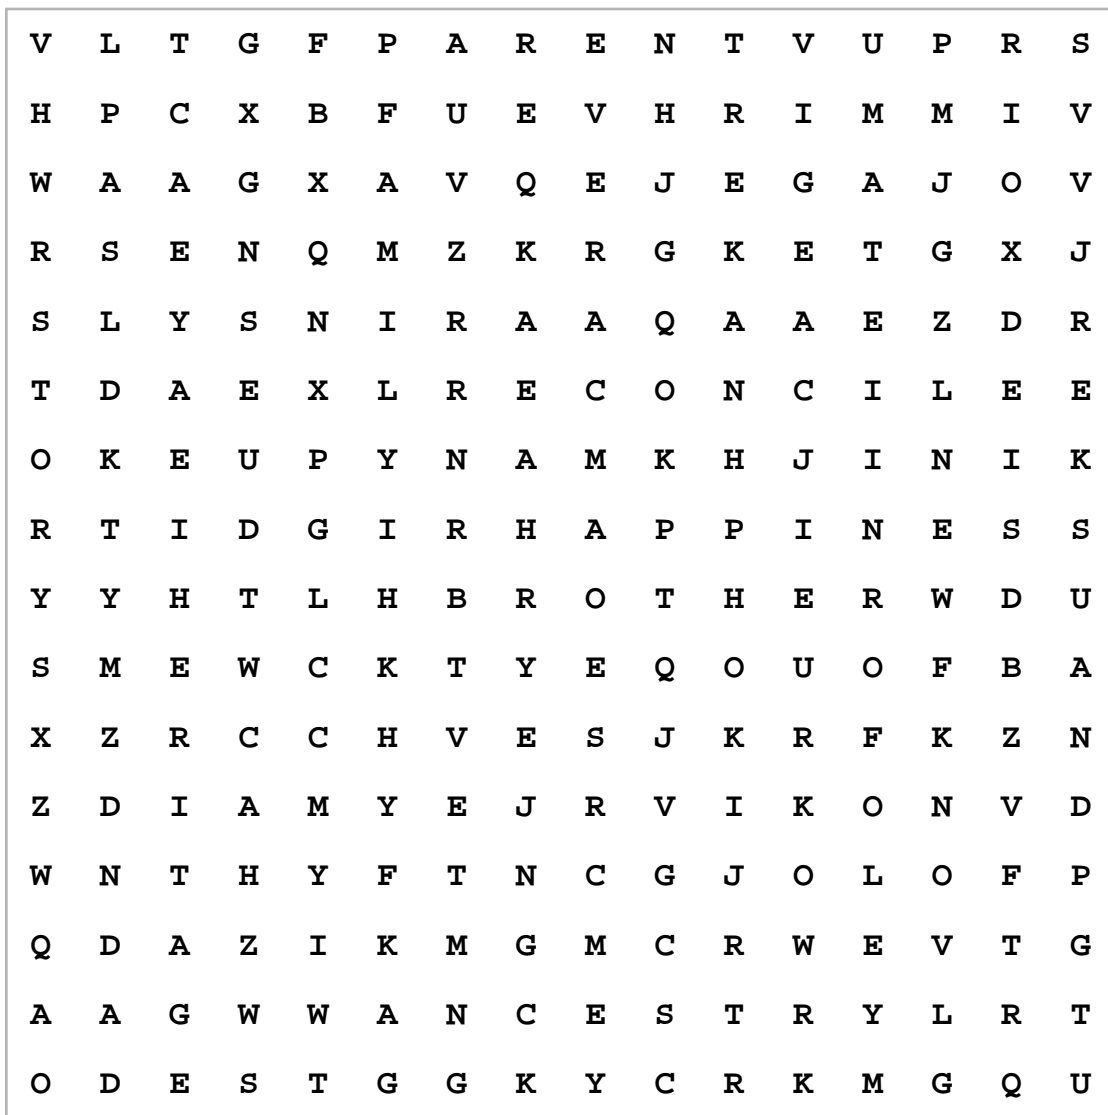 V L T G F P A R E N T V U P R S
H P C X B F U E V H R I M M I V
W A A G X A V Q E J E G A J O V
R S E N Q M Z K R G K E T G X J
S L Y S N I R A A Q A A E Z D R
T D A E X L R E C O N C I L E E
O K E U P Y N A M K H J I N I K
R T I D G I R H A P P I N E S S
Y Y H T L H B R O T H E R W D U
S M E W C K T Y E Q O U O F B A
X Z R C C H V E S J K R F K Z N
Z D I A M Y E J R V I K O N V D
W N T H Y F T N C G J O L O F P
Q D A Z I K M G M C R W E V T G
A A G W W A N C E S T R Y L R T
O D E S T G G K Y C R K M G Q U